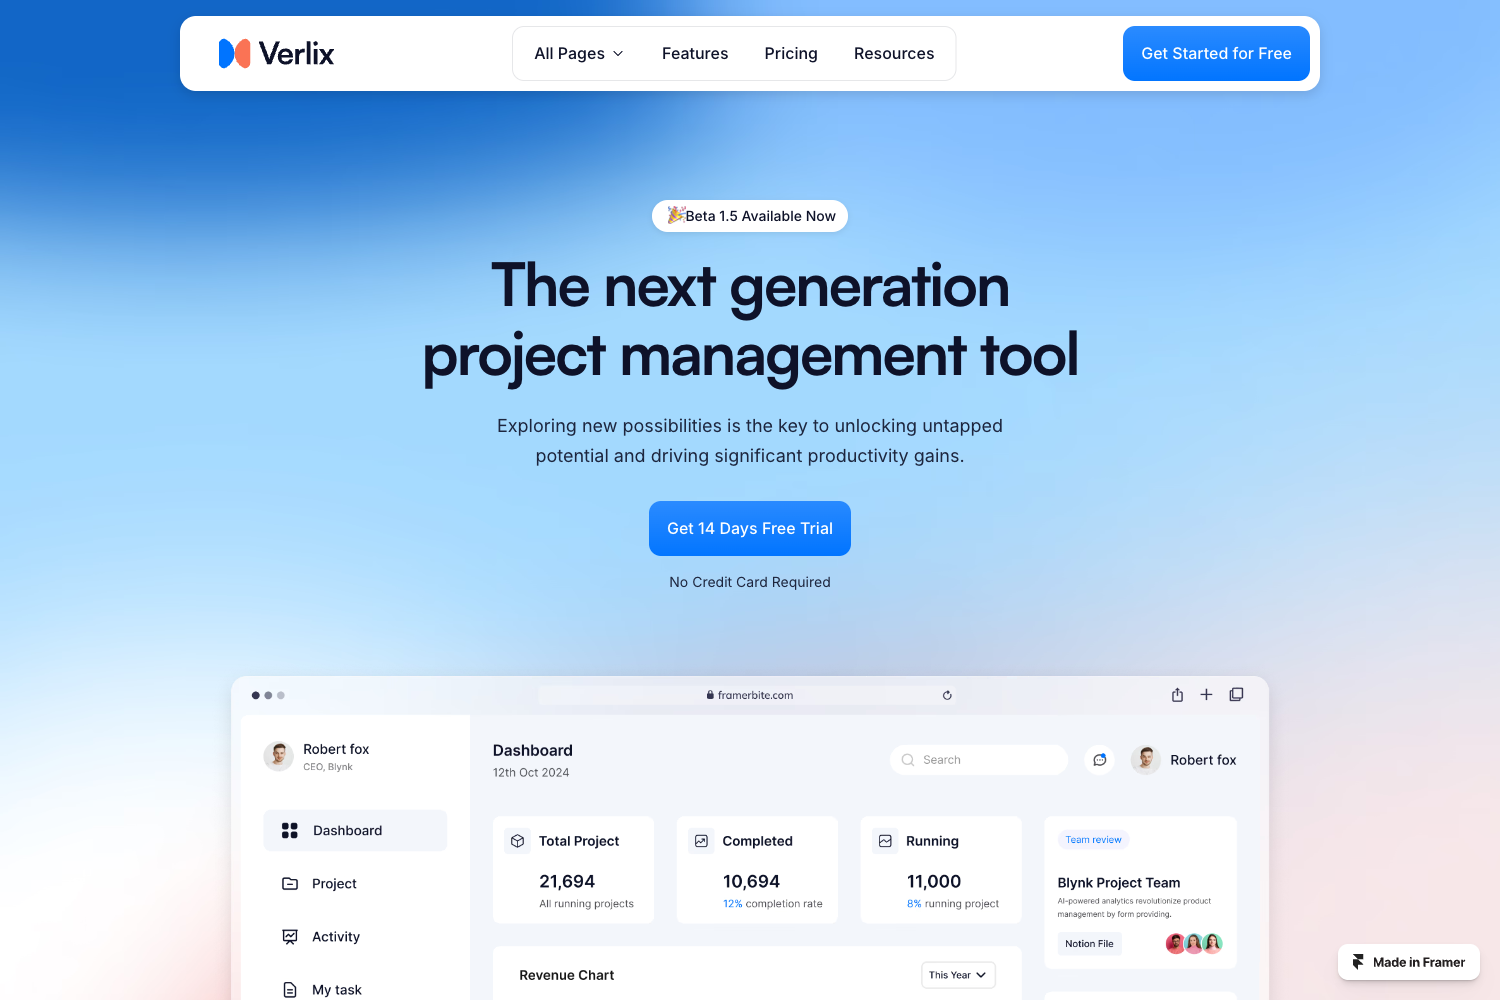 Verlix
All Pages
Features
Pricing
Resources
Get Started for Free
Beta 1.5 Available Now
The next generation
project management tool
Exploring new possibilities is the key to unlocking untapped
potential and driving significant productivity gains.
Get 14 Days Free Trial
No Credit Card Required
framerbite.com
Robert fox
CEO, Blynk
Dashboard
Project
Activity
My task
Dashboard
12th Oct 2024
Search
Robert fox
Total Project
21,694
All running projects
Completed
10,694
12% completion rate
Running
11,000
8% running project
Team review
Blynk Project Team
AI-powered analytics revolutionize product
management by form providing.
Notion File
Revenue Chart
This Year
Made in Framer